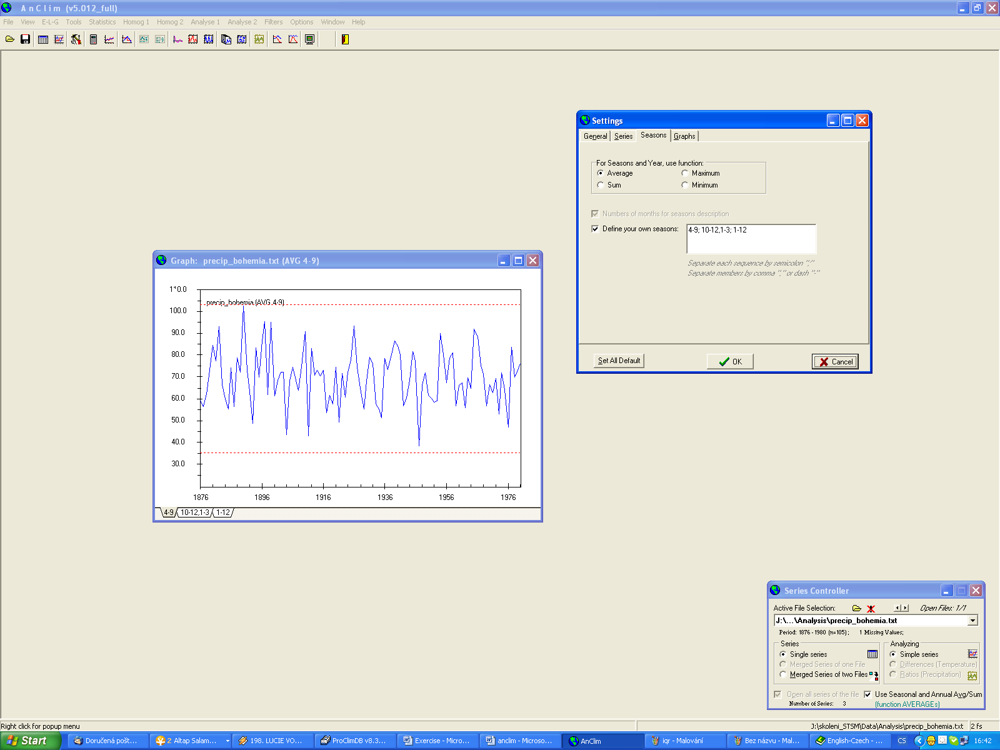 A n C l i m (v5.012_full)
File View E-L-G Tools Statistics Homog 1 Homog 2 Analyse 1 Analyse 2 Filters Options Window Help
Settings
General Series Seasons Graphs
For Seasons and Year, use function:
Average Maximum
Sum Minimum
Numbers of months for seasons description
Define your own seasons: 4-9; 10-12,1-3; 1-12
Separate each sequence by semicolon ";"
Separate members by comma "," or dash "-"
Set All Default OK Cancel
Graph: precip_bohemia.txt (AVG 4-9)
precip_bohemia (AVG 4-9)
110.0
100.0
90.0
80.0
70.0
60.0
50.0
40.0
30.0
1876 1896 1916 1936 1956 1976
4-9 10-12,1-3 1-12
Series Controller
Active File Selection: Open Files: 1/1
J:\...\Analysis\precip_bohemia.txt
Period: 1876 - 1980 (n=105); 1 Missing Values;
Series Analyzing
Single series Simple series
Merged Series of one File Differences (Temperature)
Merged Series of two Files Ratios (Precipitation)
Open all series of the file Use Seasonal and Annual Avg/Sum
Number of Series: 3 (function AVERAGEs)
Right click for popup menu J:\skoleni_STSM\Data\Analysis\precip_bohemia.txt 2 fs
Start Doručená pošt... 2 Altap Salam... 198. LUCIE VO... ProClimDB v8.3... Exercise - Micro... anclim - Microso... AnClim iqr - Malování Bez názvu - Mal... English-Czech - ... CS 16:42